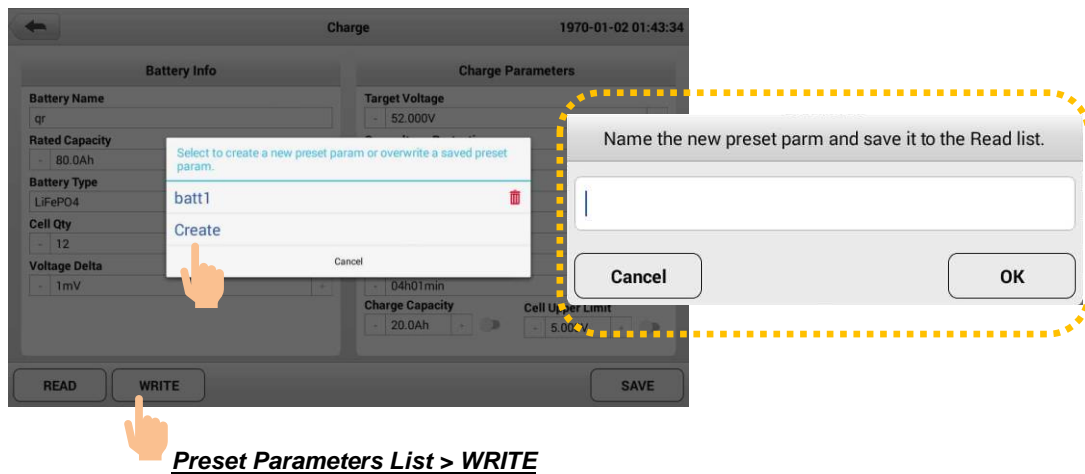 Charge
1970-01-02 01:43:34
Battery Info
Charge Parameters
Battery Name
qr
Rated Capacity
- 80.0Ah
Battery Type
LiFePO4
Cell Qty
- 12
Voltage Delta
- 1mV +
Target Voltage
- 52.000V
Select to create a new preset param or overwrite a saved preset
param.
batt1
Create
Cancel
- 04h01min
Charge Capacity
- 20.0Ah +
Cell Upper Limit
READ
WRITE
SAVE
Name the new preset parm and save it to the Read list.
Cancel
OK
Preset Parameters List > WRITE